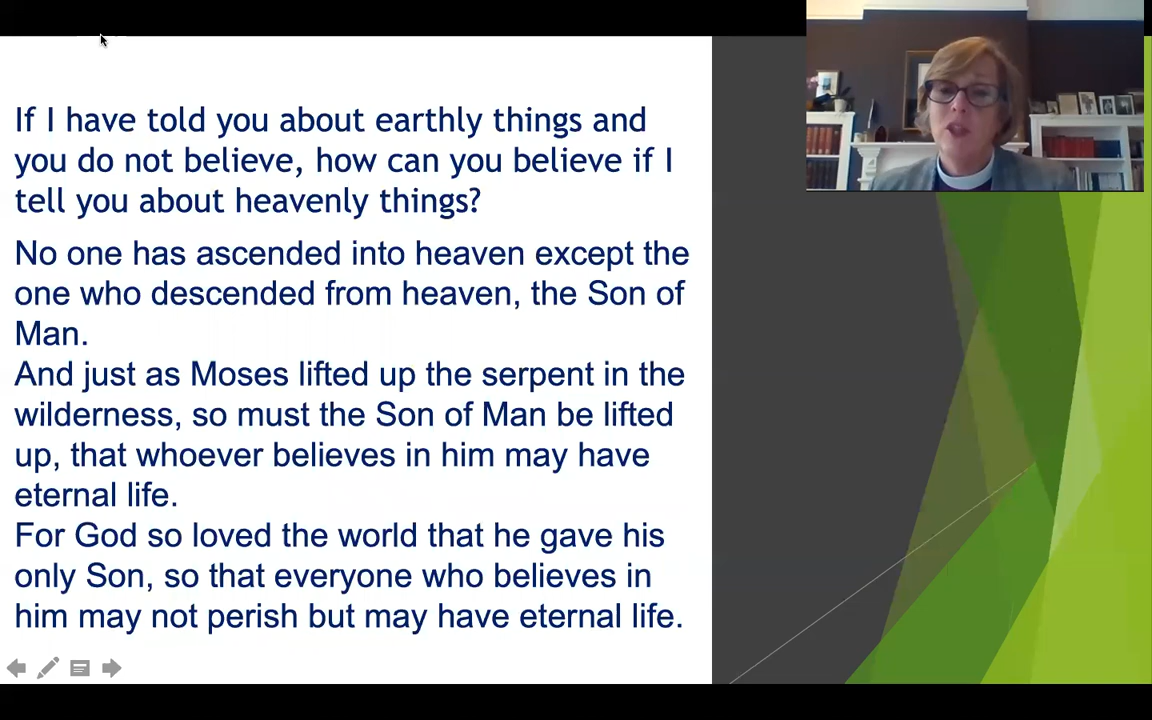 If I have told you about earthly things and
you do not believe, how can you believe if I
tell you about heavenly things?
No one has ascended into heaven except the
one who descended from heaven, the Son of
Man.
And just as Moses lifted up the serpent in the
wilderness, so must the Son of Man be lifted
up, that whoever believes in him may have
eternal life.
For God so loved the world that he gave his
only Son, so that everyone who believes in
him may not perish but may have eternal life.